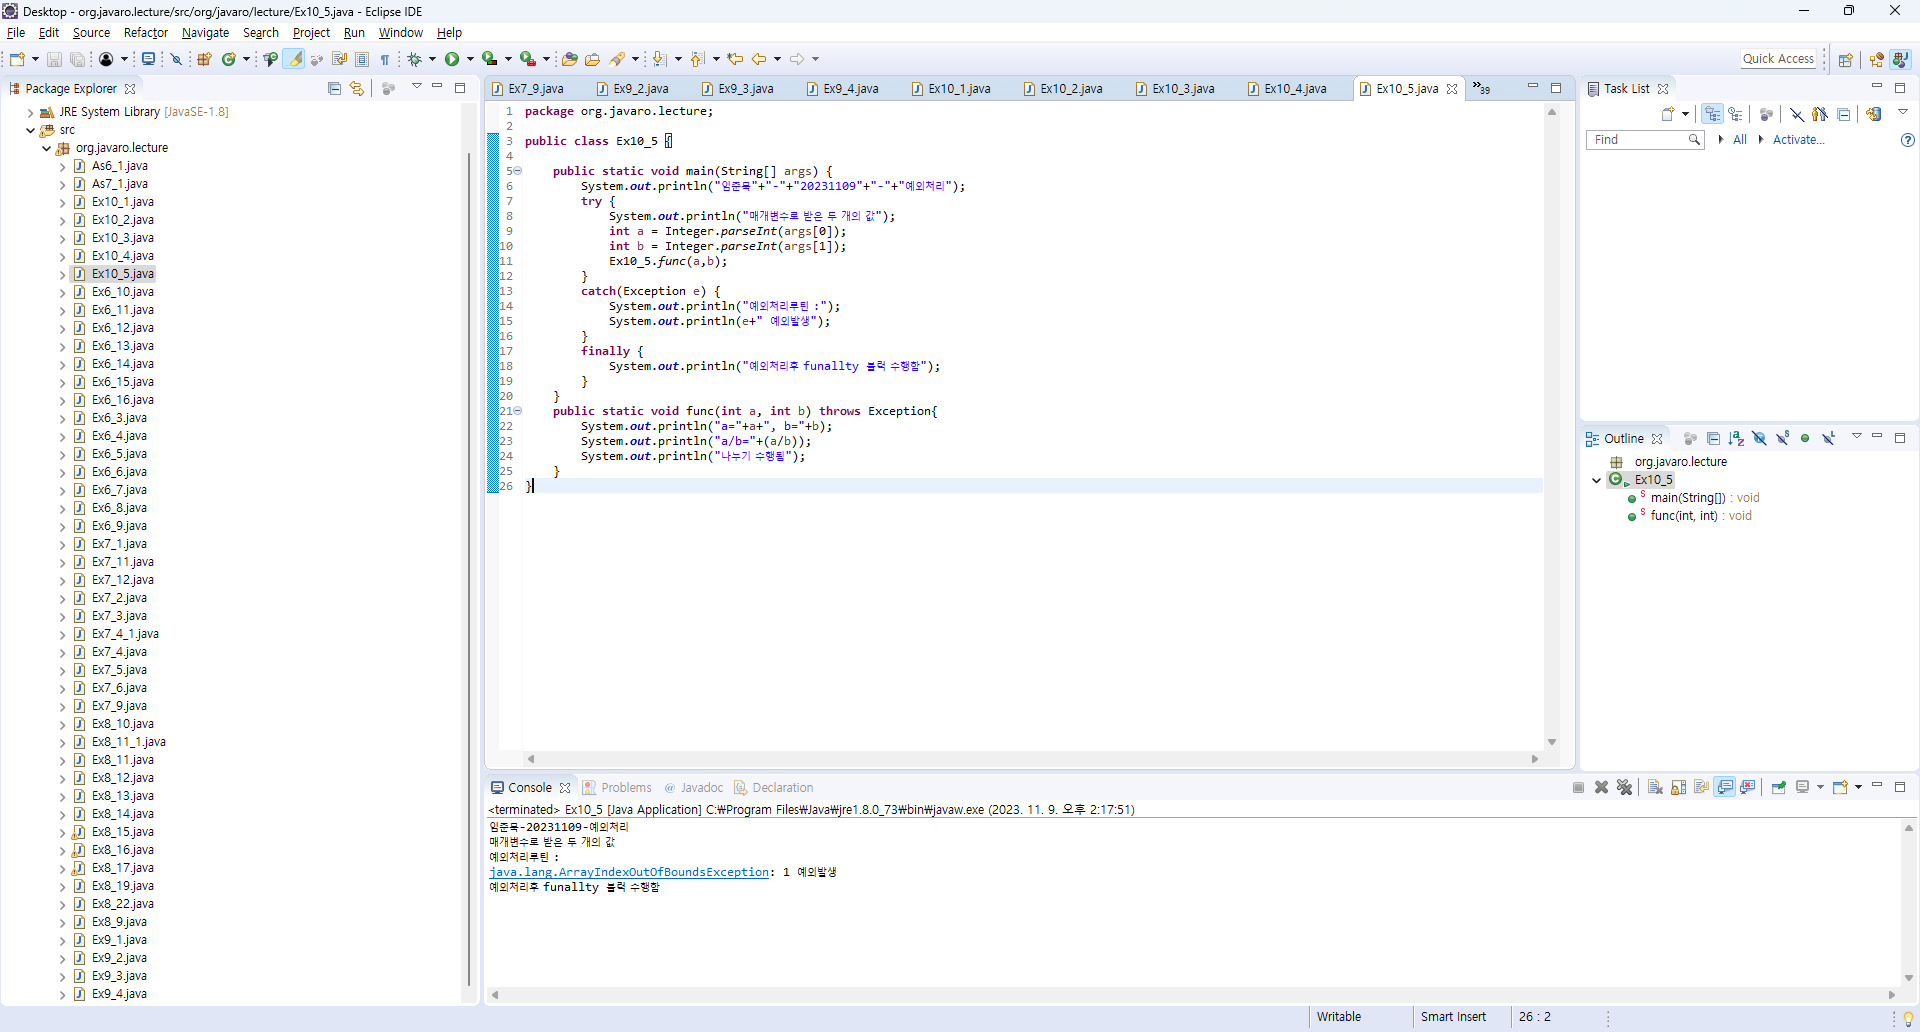 Desktop - org.javaro.lecture/src/org/javaro/lecture/Ex10_5.java - Eclipse IDE
File Edit Source Refactor Navigate Search Project Run Window Help
Quick Access
Package Explorer
JRE System Library [JavaSE-1.8]
src
org.javaro.lecture
As6_1.java
As7_1.java
Ex10_1.java
Ex10_2.java
Ex10_3.java
Ex10_4.java
Ex10_5.java
Ex6_10.java
Ex6_11.java
Ex6_12.java
Ex6_13.java
Ex6_14.java
Ex6_15.java
Ex6_16.java
Ex6_3.java
Ex6_4.java
Ex6_5.java
Ex6_6.java
Ex6_7.java
Ex6_8.java
Ex6_9.java
Ex7_1.java
Ex7_11.java
Ex7_12.java
Ex7_2.java
Ex7_3.java
Ex7_4_1.java
Ex7_4.java
Ex7_5.java
Ex7_6.java
Ex7_9.java
Ex8_10.java
Ex8_11_1.java
Ex8_11.java
Ex8_12.java
Ex8_13.java
Ex8_14.java
Ex8_15.java
Ex8_16.java
Ex8_17.java
Ex8_19.java
Ex8_22.java
Ex8_9.java
Ex9_1.java
Ex9_2.java
Ex9_3.java
Ex9_4.java
Ex7_9.java Ex9_2.java Ex9_3.java Ex9_4.java Ex10_1.java Ex10_2.java Ex10_3.java Ex10_4.java Ex10_5.java »39
1 package org.javaro.lecture;
2
3 public class Ex10_5 {
4
5 public static void main(String[] args) {
6 System.out.println("임준묵"+"-"+"20231109"+"-"+"예외처리");
7 try {
8 System.out.println("매개변수로 받은 두 개의 값");
9 int a = Integer.parseInt(args[0]);
10 int b = Integer.parseInt(args[1]);
11 Ex10_5.func(a,b);
12 }
13 catch(Exception e) {
14 System.out.println("예외처리루틴 :");
15 System.out.println(e+" 예외발생");
16 }
17 finally {
18 System.out.println("예외처리후 funallty 블럭 수행함");
19 }
20 }
21 public static void func(int a, int b) throws Exception{
22 System.out.println("a="+a+", b="+b);
23 System.out.println("a/b="+(a/b));
24 System.out.println("나누기 수행됨");
25 }
26 }
Task List
Find All Activate...
Outline
org.javaro.lecture
Ex10_5
main(String[]) : void
func(int, int) : void
Console Problems @ Javadoc Declaration
<terminated> Ex10_5 [Java Application] C:₩Program Files₩Java₩jre1.8.0_73₩bin₩javaw.exe (2023. 11. 9. 오후 2:17:51)
임준묵-20231109-예외처리
매개변수로 받은 두 개의 값
예외처리루틴 :
java.lang.ArrayIndexOutOfBoundsException: 1 예외발생
예외처리후 funallty 블럭 수행함
Writable Smart Insert 26 : 2